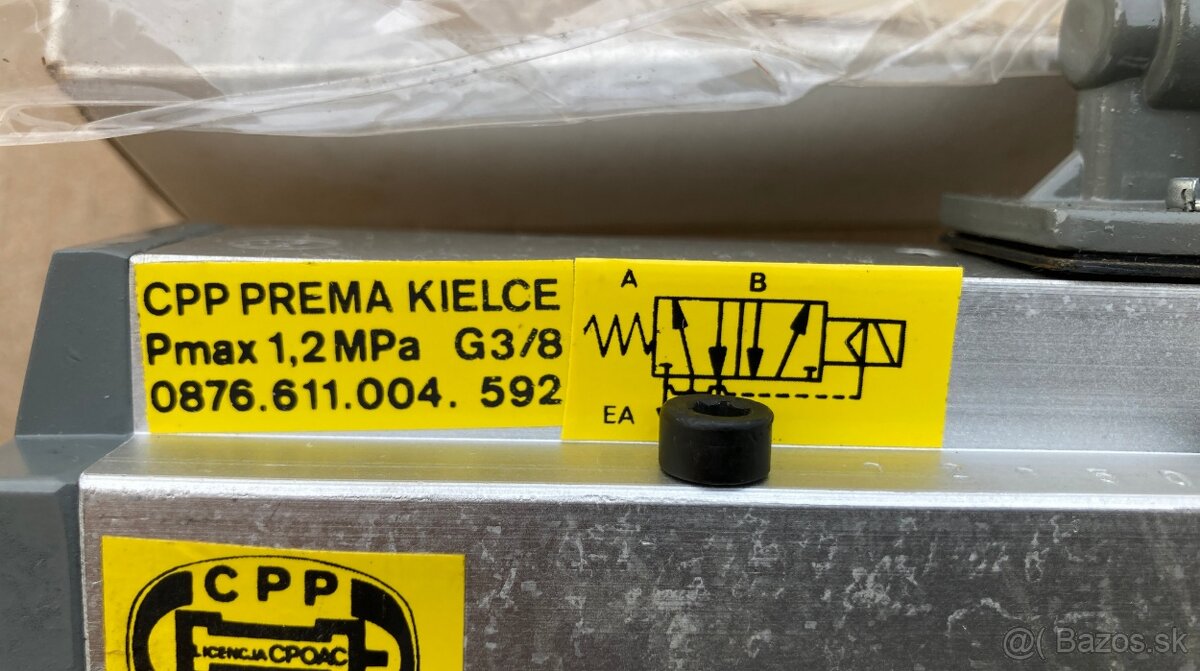 CPP PREMA KIELCE
Pmax 1,2 MPa G3/8
0876.611.004. 592
A B
EA
CPP
LICENCJA CPOAC
@( Bazos.sk